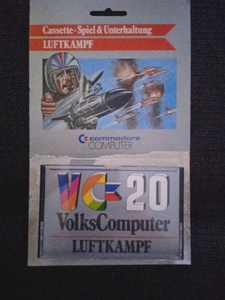 Cassette-Spiel & Unterhaltung
LUFTKAMPF
commodore
COMPUTER
VC 20
VolksComputer
LUFTKAMPF